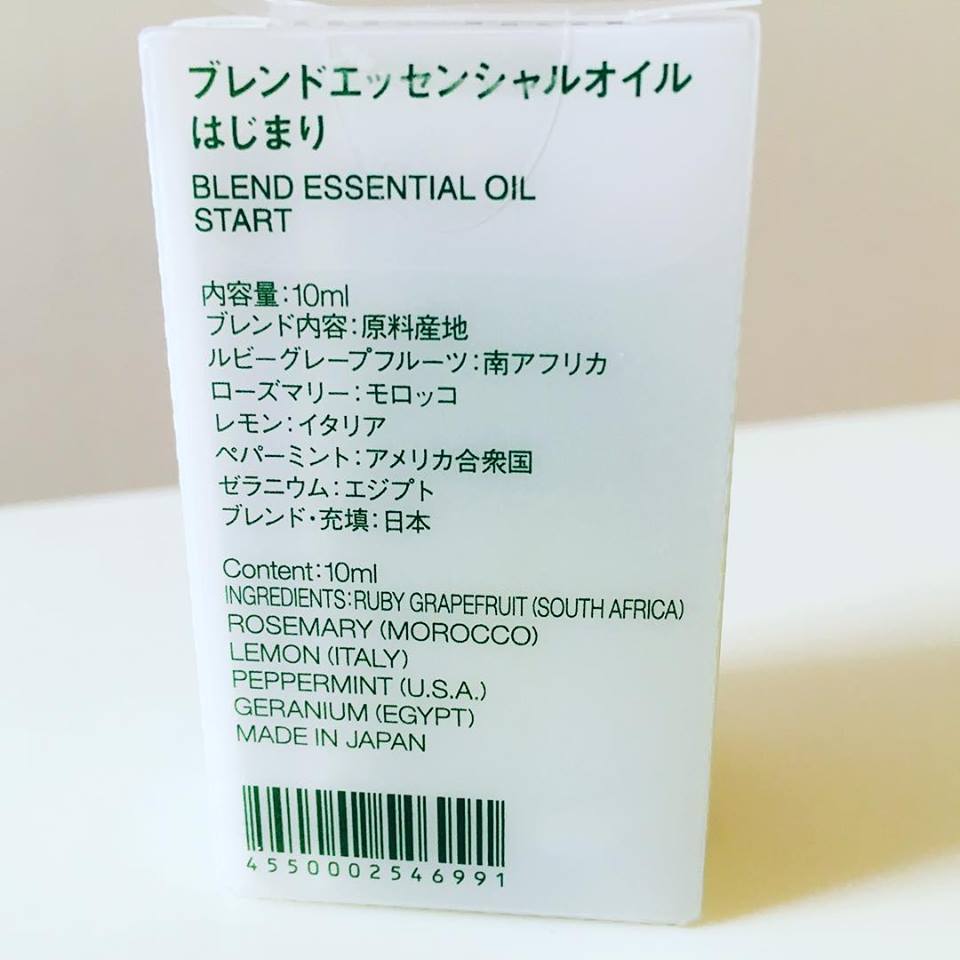 ブレンドエッセンシャルオイル
はじまり
BLEND ESSENTIAL OIL
START
内容量：10ml
ブレンド内容：原料産地
ルビーグレープフルーツ：南アフリカ
ローズマリー：モロッコ
レモン：イタリア
ペパーミント：アメリカ合衆国
ゼラニウム：エジプト
ブレンド・充填：日本
Content：10ml
INGREDIENTS：RUBY GRAPEFRUIT (SOUTH AFRICA)
ROSEMARY (MOROCCO)
LEMON (ITALY)
PEPPERMINT (U.S.A.)
GERANIUM (EGYPT)
MADE IN JAPAN
4550002546991